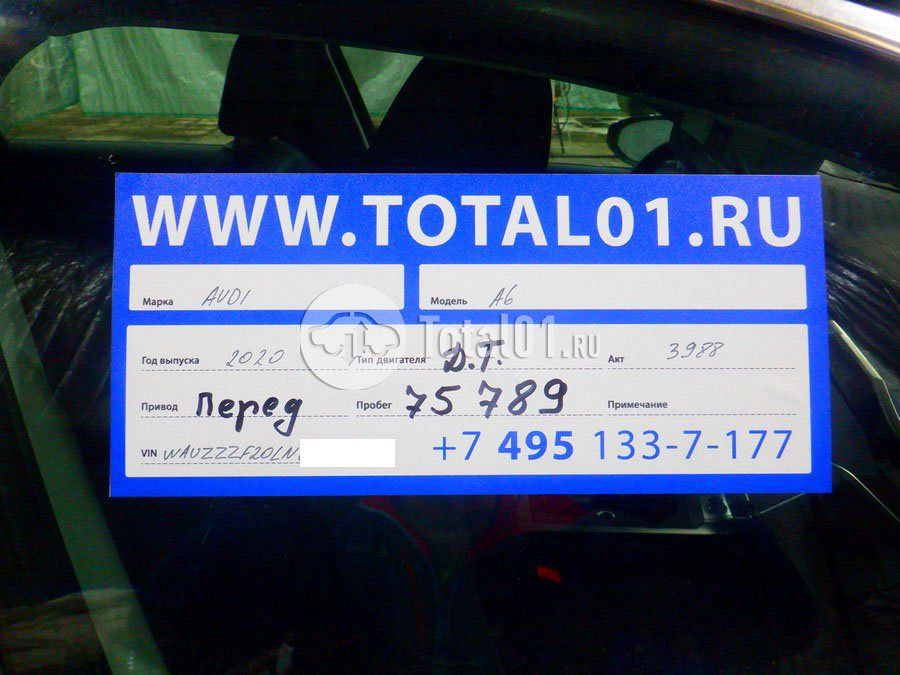 WWW.TOTAL01.RU
Марка AUDI Модель A6
Total01.RU
Год выпуска 2020 Тип двигателя Д.Т. Акт 3988
Привод Перед Пробег 75 789 Примечание
VIN WAUZZZF20LN +7 495 133-7-177